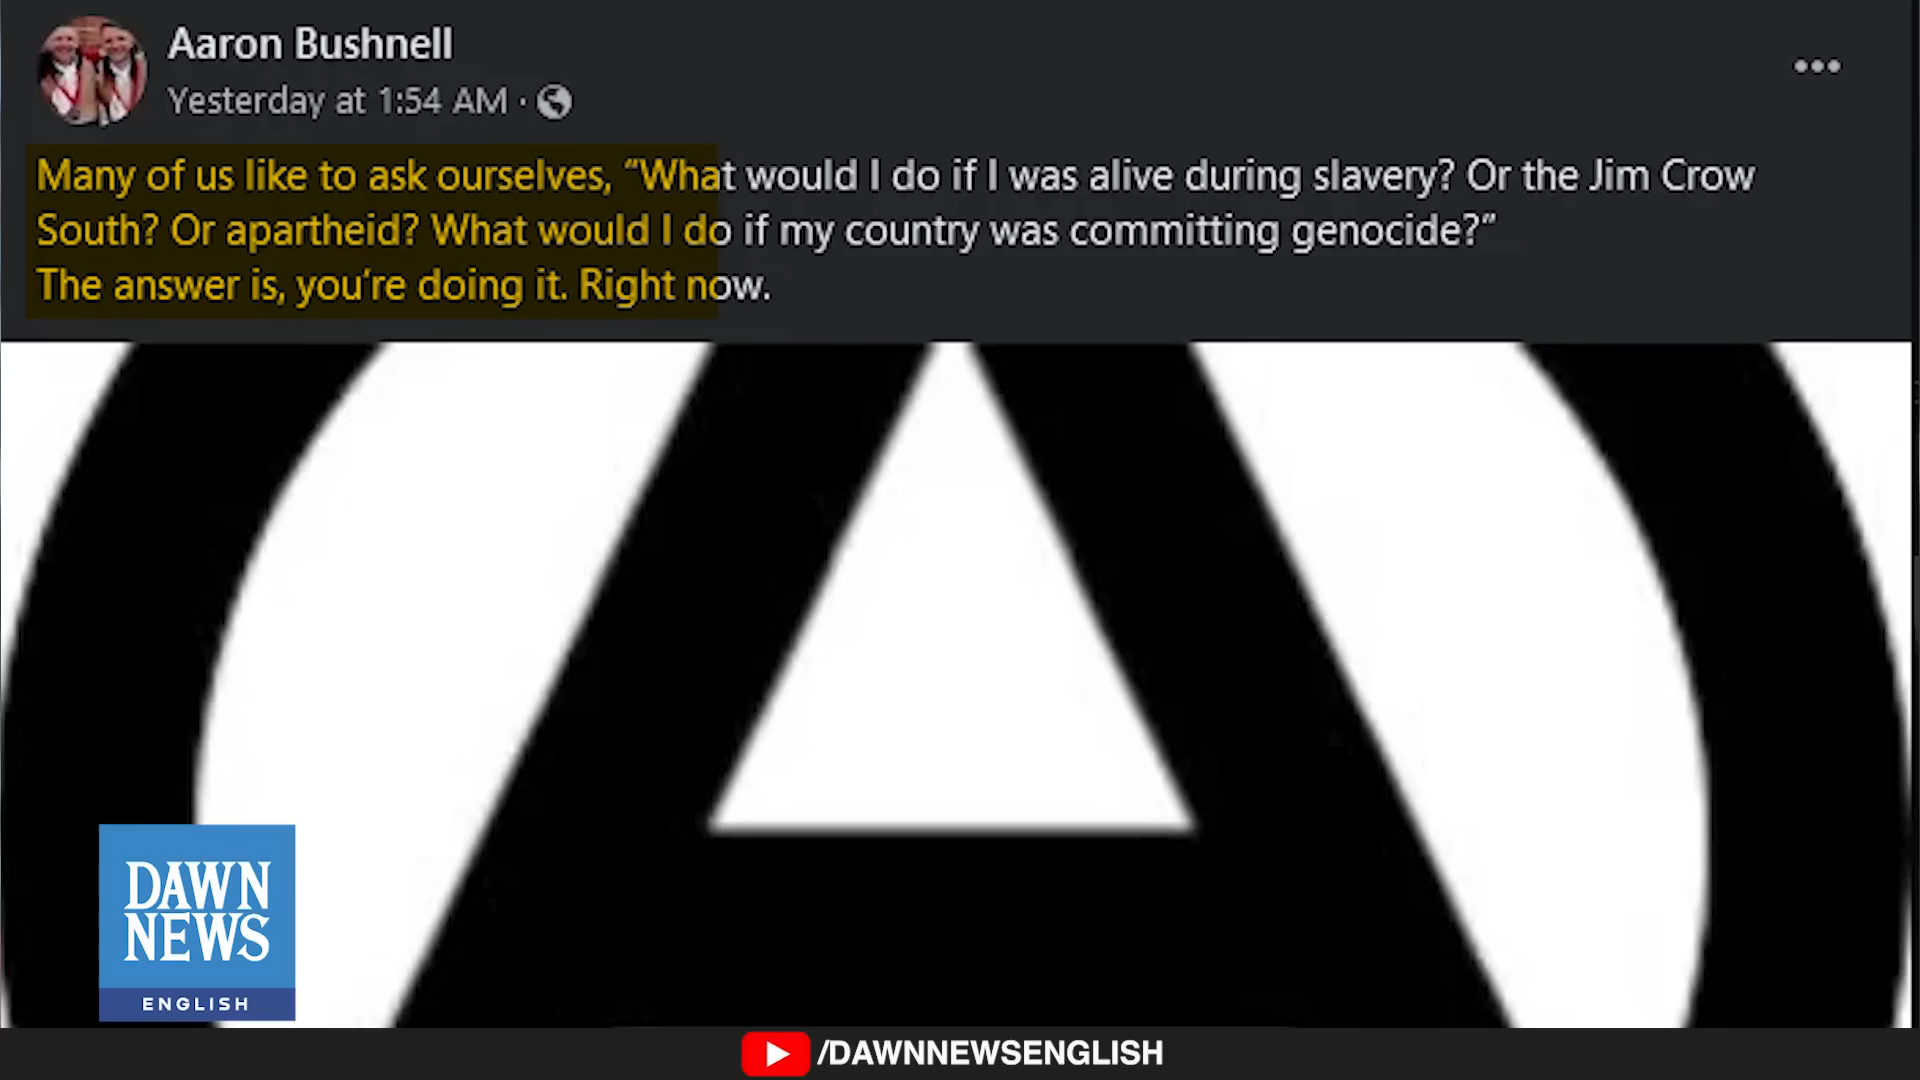 Aaron Bushnell
Yesterday at 1:54 AM ·
Many of us like to ask ourselves, “What would I do if I was alive during slavery? Or the Jim Crow
South? Or apartheid? What would I do if my country was committing genocide?”
The answer is, you’re doing it. Right now.
DAWN
NEWS
ENGLISH
/DAWNNEWSENGLISH